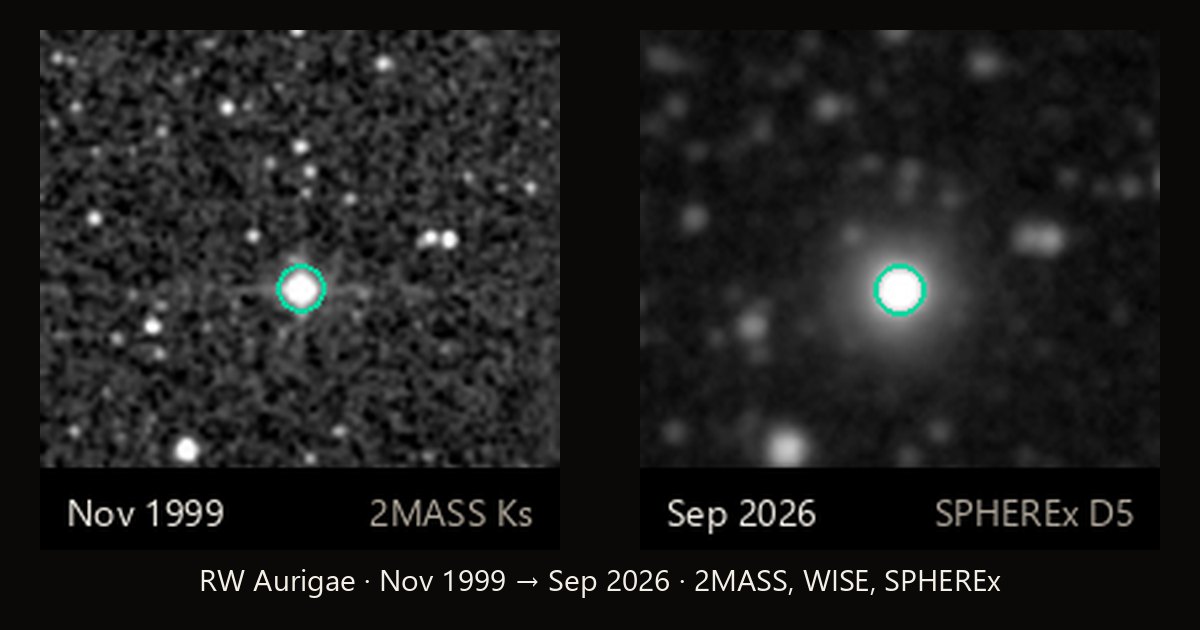 Nov 1999 2MASS Ks
Sep 2026 SPHEREx D5
RW Aurigae · Nov 1999 → Sep 2026 · 2MASS, WISE, SPHEREx